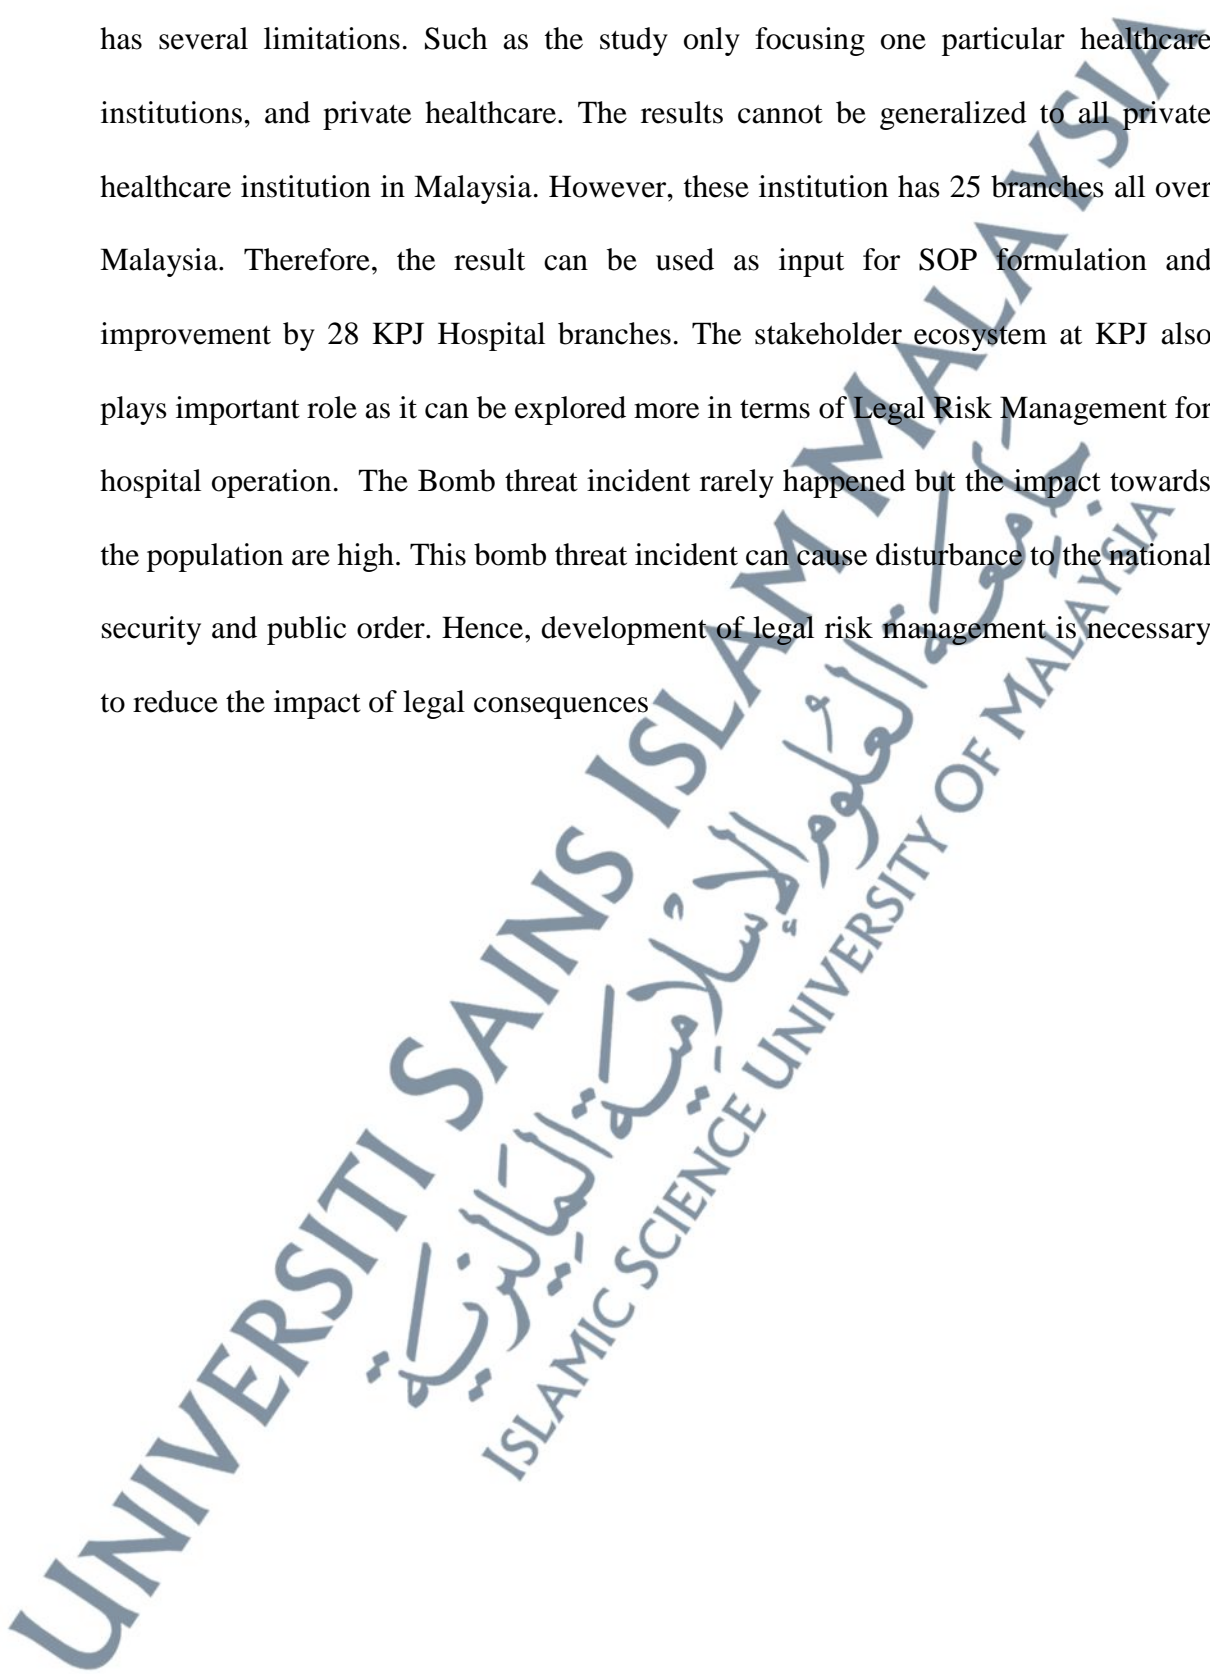 has several limitations. Such as the study only focusing one particular healthcare
institutions, and private healthcare. The results cannot be generalized to all private
healthcare institution in Malaysia. However, these institution has 25 branches all over
Malaysia. Therefore, the result can be used as input for SOP formulation and
improvement by 28 KPJ Hospital branches. The stakeholder ecosystem at KPJ also
plays important role as it can be explored more in terms of Legal Risk Management for
hospital operation.  The Bomb threat incident rarely happened but the impact towards
the population are high. This bomb threat incident can cause disturbance to the national
security and public order. Hence, development of legal risk management is necessary
to reduce the impact of legal consequences
UNIVERSITI SAINS ISLAM MALAYSIA
جامعة العلوم الإسلامية الماليزية
ISLAMIC SCIENCE UNIVERSITY OF MALAYSIA